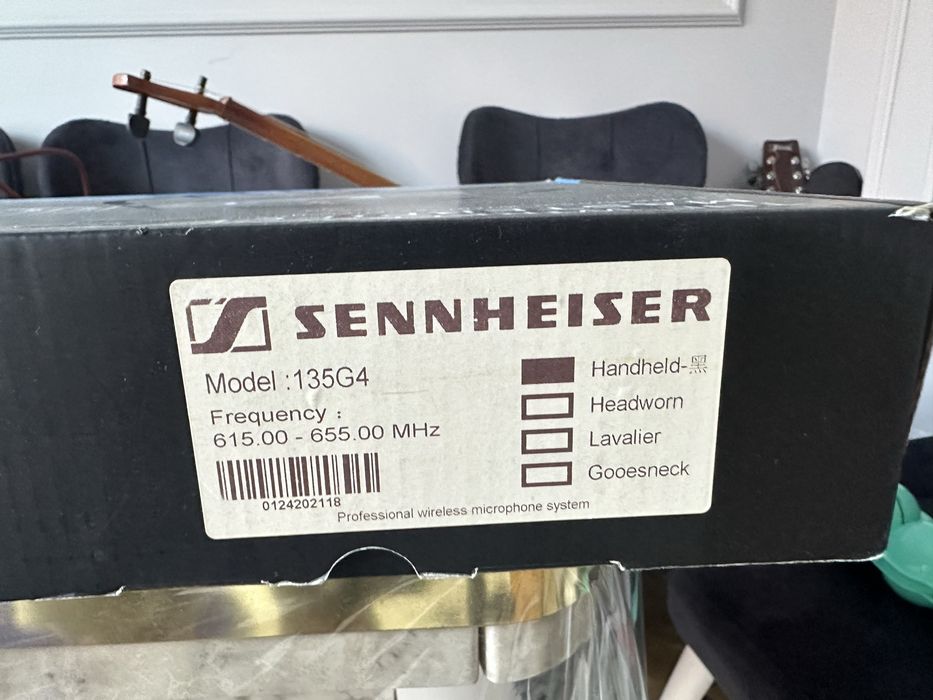 SENNHEISER
Model :135G4
Frequency :
615.00 - 655.00 MHz
0124202118
Handheld-黑
Headworn
Lavalier
Gooesneck
Professional wireless microphone system